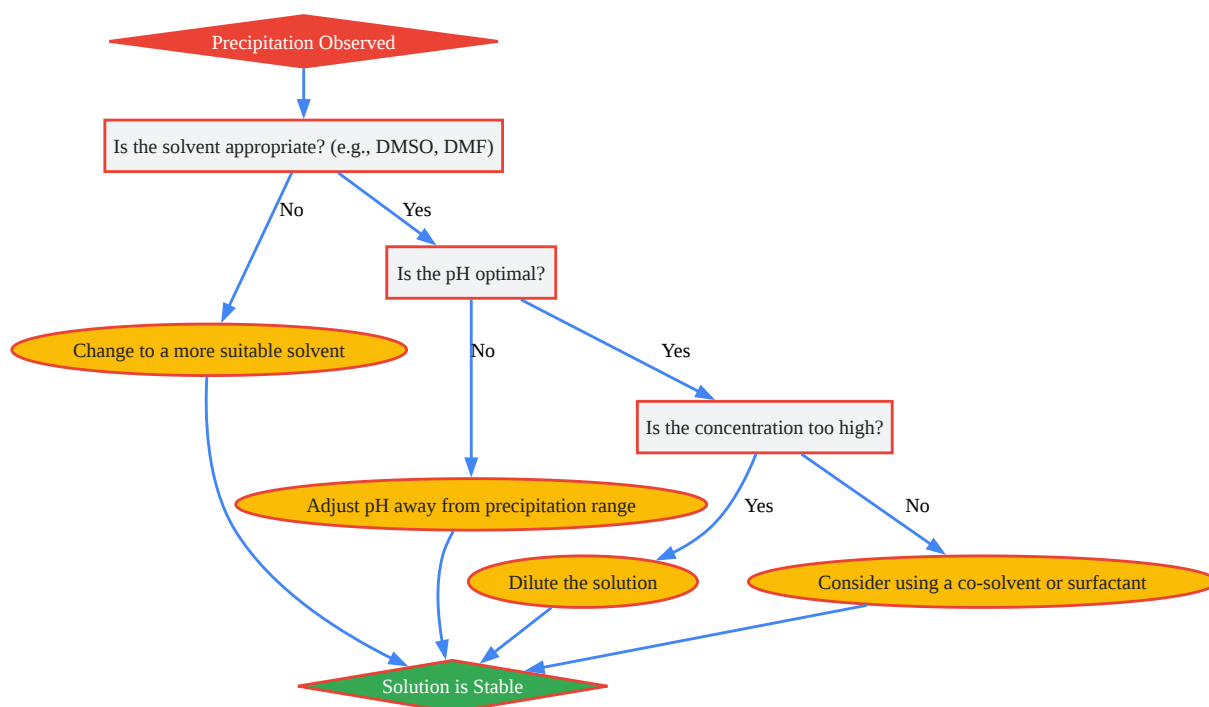 Precipitation Observed
Is the solvent appropriate? (e.g., DMSO, DMF)
No
Yes
Is the pH optimal?
Change to a more suitable solvent
No
Yes
Is the concentration too high?
Adjust pH away from precipitation range
Yes
No
Dilute the solution
Consider using a co-solvent or surfactant
Solution is Stable